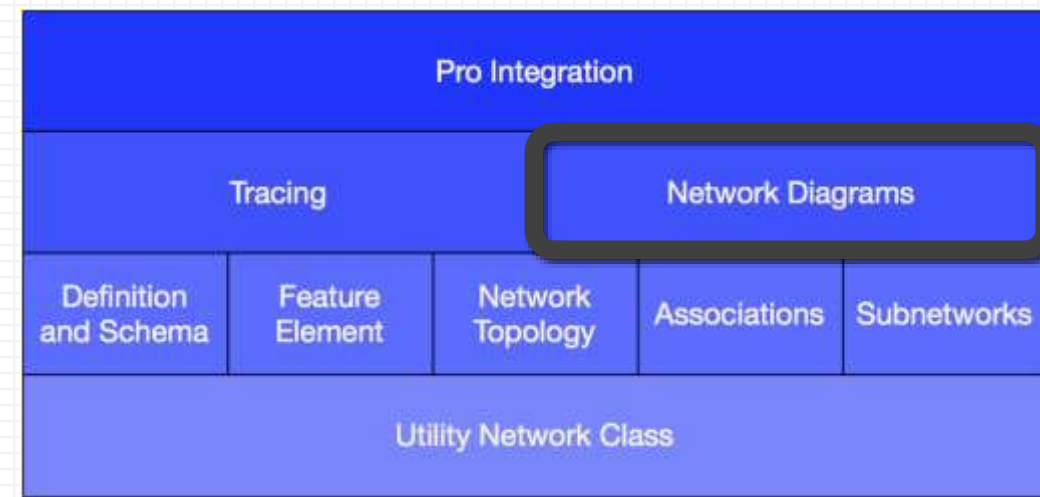 Pro Integration
Tracing
Network Diagrams
Definition
and Schema
Feature
Element
Network
Topology
Associations
Subnetworks
Utility Network Class